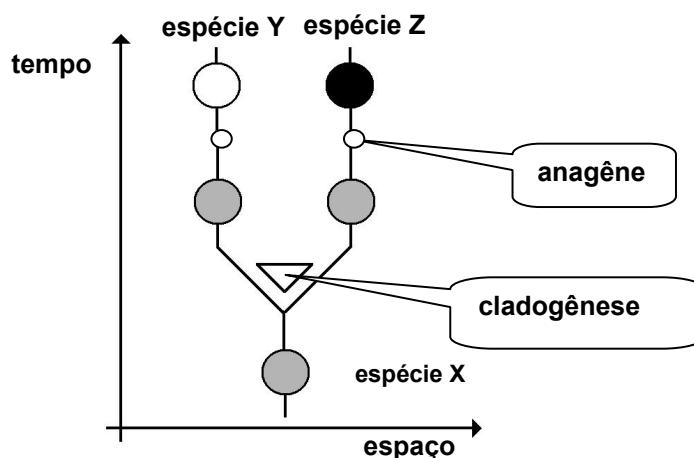 espécie Y espécie Z
tempo
anagêne
cladogênese
espécie X
espaço